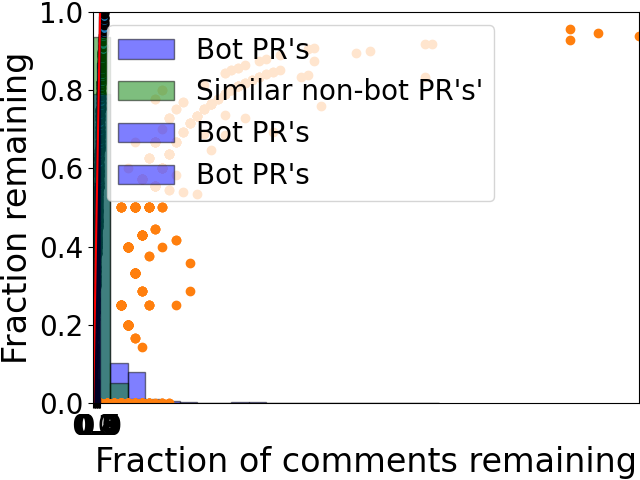 1.0
Bot PR's
Similar non-bot PR's'
Bot PR's
Bot PR's
0.8
0.6
0.4
0.2
0.0
Fraction remaining
Fraction of comments remaining